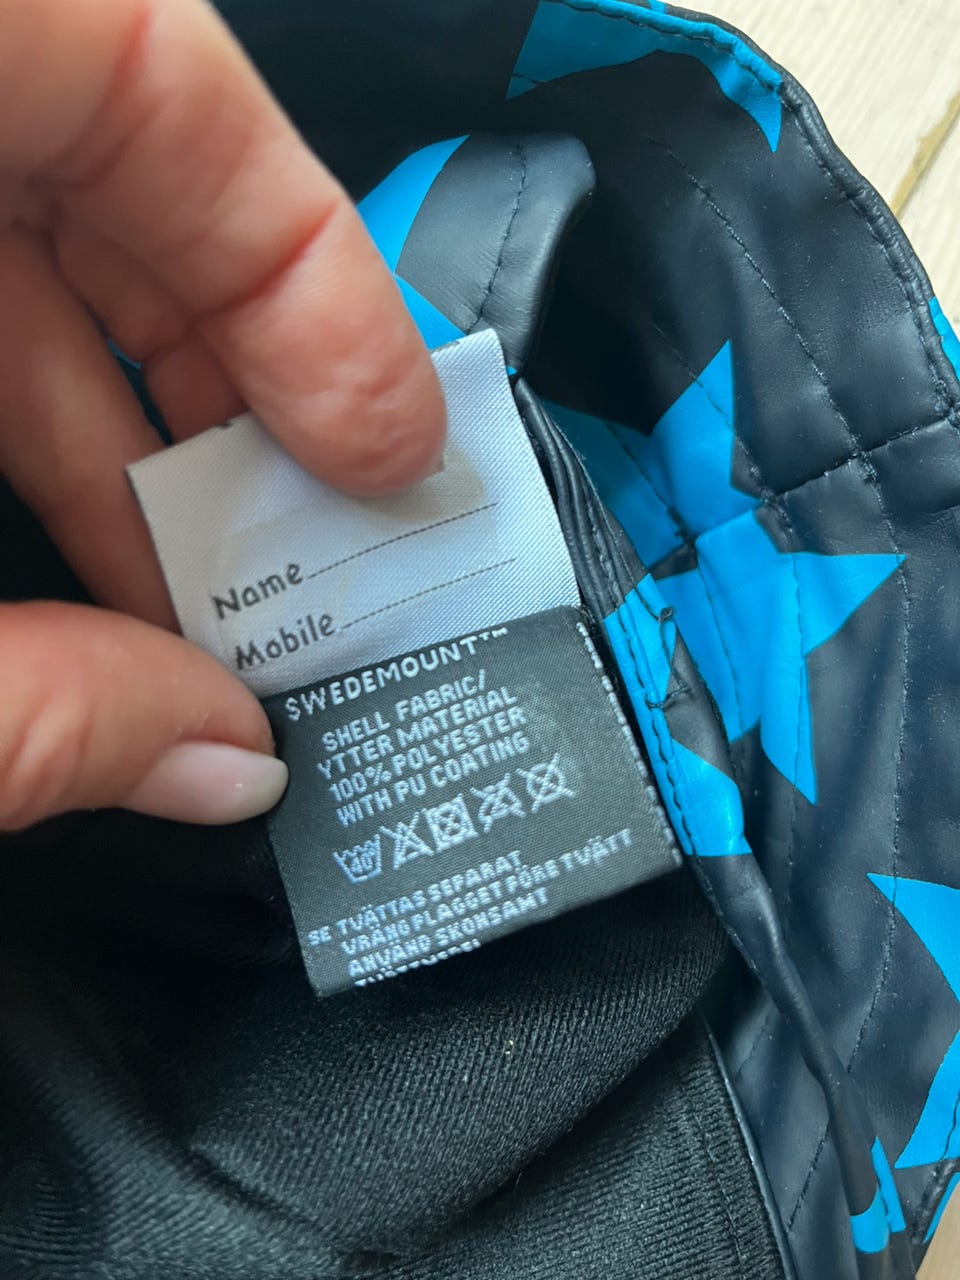 Name
Mobile
SWEDEMOUNT™
SHELL FABRIC/
YTTER MATERIAL
100% POLYESTER
WITH PU COATING
40
SE TVÄTTAS SEPARAT
VRÄNG PLAGGET FÖRE TVÄTT
ANVÄND SKONSAMT